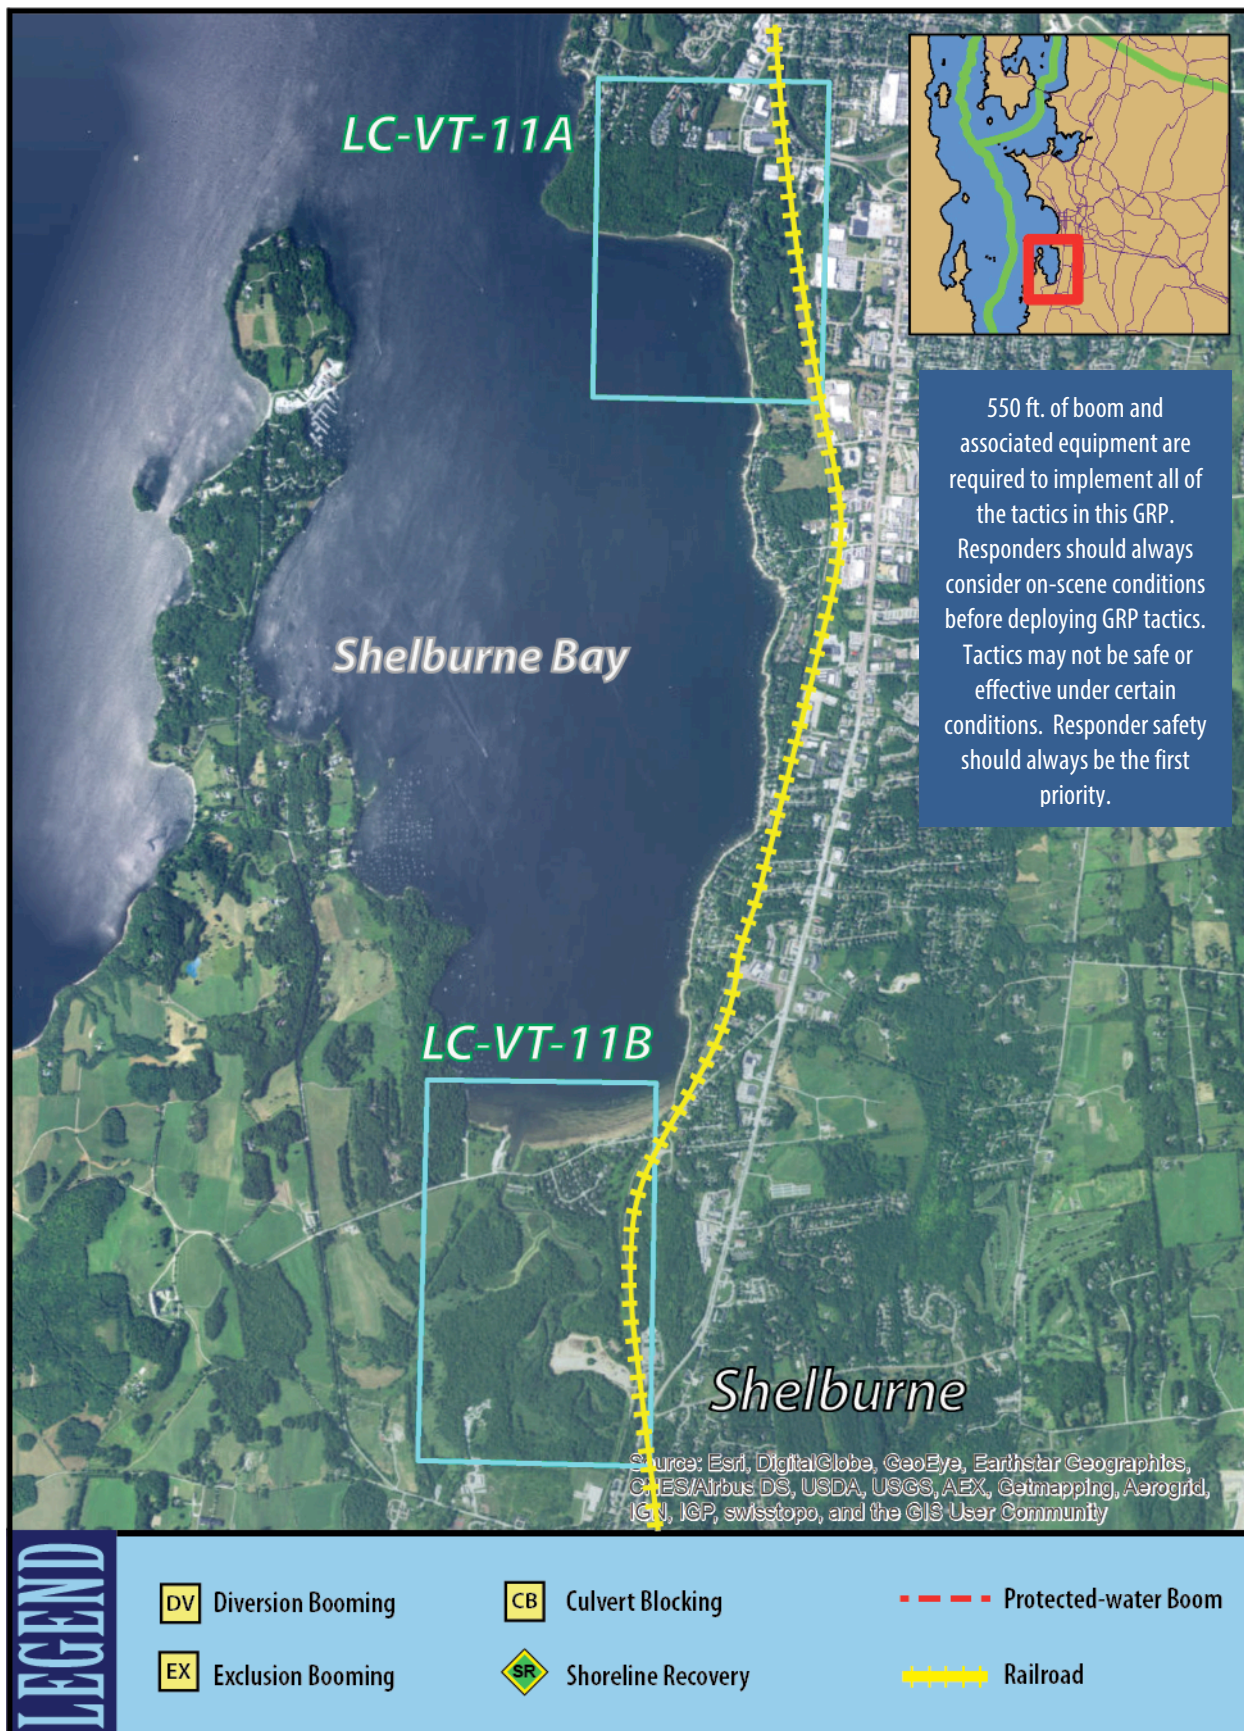 LC-VT-11A
550 ft. of boom and
associated equipment are
required to implement all of
the tactics in this GRP.
Responders should always
consider on-scene conditions
before deploying GRP tactics.
Tactics may not be safe or
effective under certain
conditions.  Responder safety
should always be the first
priority.
Shelburne Bay
LC-VT-11B
Shelburne
Source: Esri, DigitalGlobe, GeoEye, Earthstar Geographics,
CNES/Airbus DS, USDA, USGS, AEX, Getmapping, Aerogrid,
IGN, IGP, swisstopo, and the GIS User Community
LEGEND
DV Diversion Booming
CB Culvert Blocking
Protected-water Boom
EX Exclusion Booming
SR Shoreline Recovery
Railroad